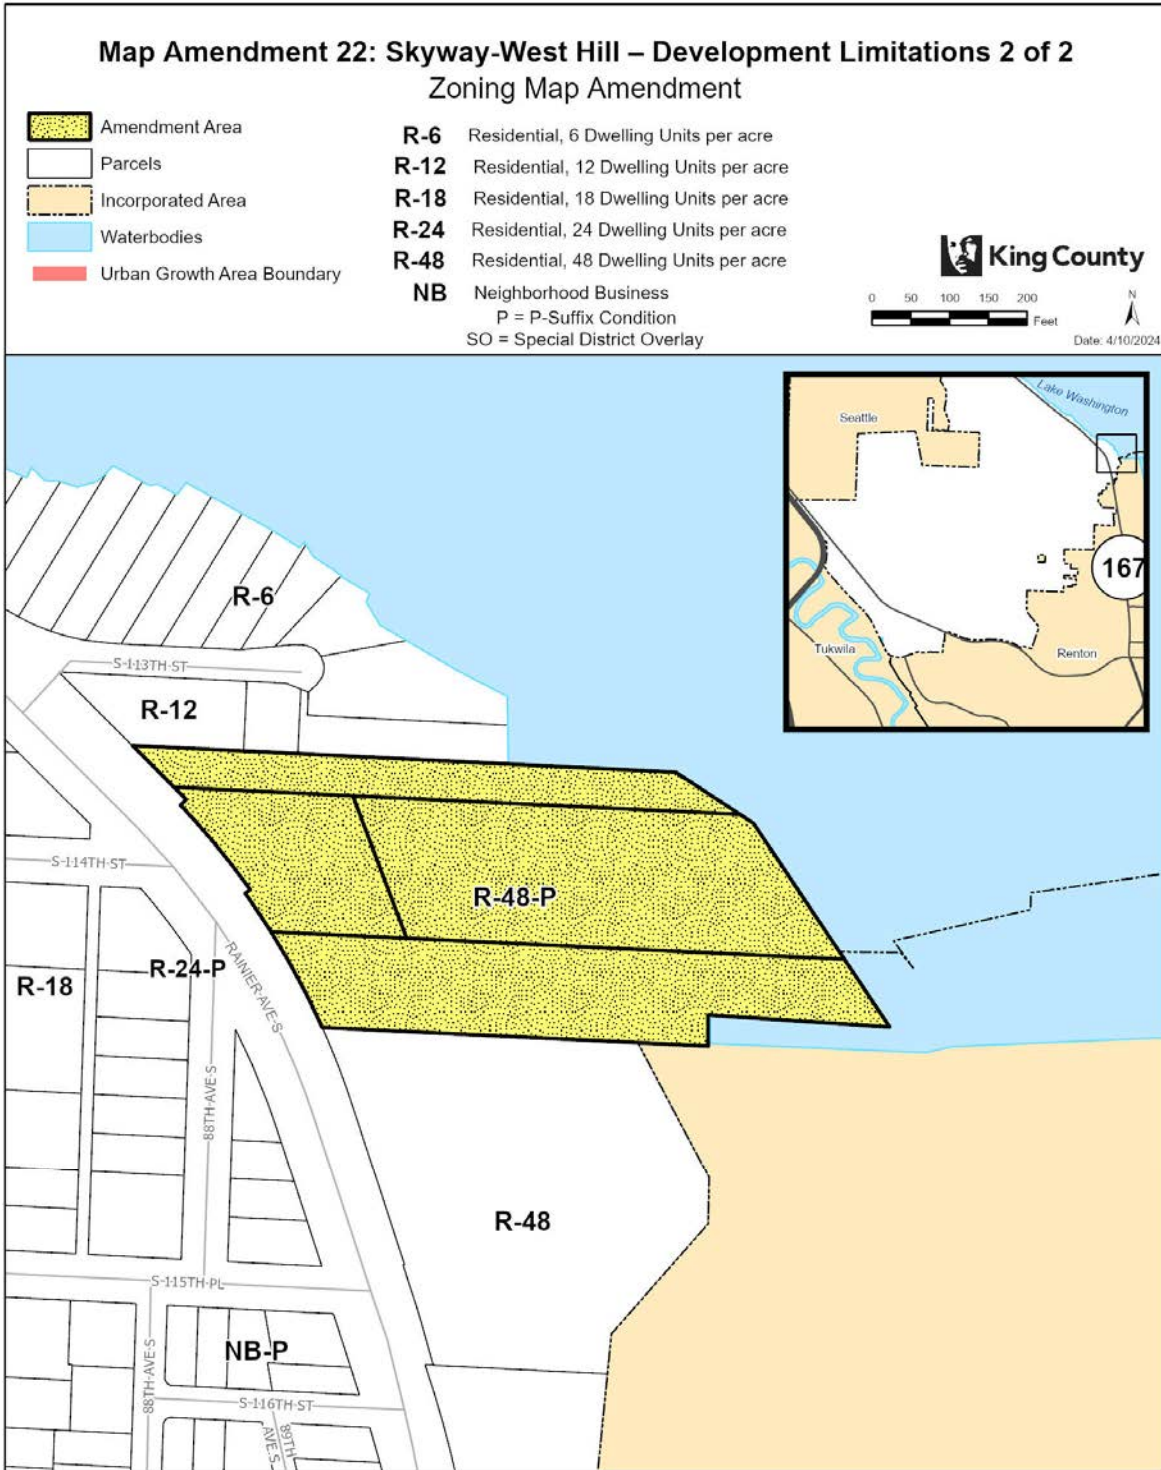 Map Amendment 22: Skyway-West Hill – Development Limitations 2 of 2
Zoning Map Amendment
Amendment Area
Parcels
Incorporated Area
Waterbodies
Urban Growth Area Boundary
R-6 Residential, 6 Dwelling Units per acre
R-12 Residential, 12 Dwelling Units per acre
R-18 Residential, 18 Dwelling Units per acre
R-24 Residential, 24 Dwelling Units per acre
R-48 Residential, 48 Dwelling Units per acre
NB Neighborhood Business
P = P-Suffix Condition
SO = Special District Overlay
King County
0 50 100 150 200
Feet
N
Date: 4/10/2024
Lake Washington
Seattle
167
Tukwila
Renton
R-6
S-113TH-ST
R-12
S-114TH-ST
R-48-P
R-24-P
R-18
RAINIER-AVE-S
88TH-AVE-S
R-48
S-115TH-PL
NB-P
88TH-AVE-S
S-116TH-ST
89TH
AVE-S